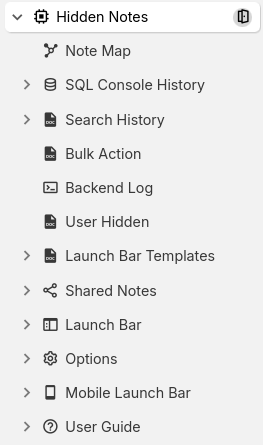 Hidden Notes
Note Map
SQL Console History
Search History
Bulk Action
Backend Log
User Hidden
Launch Bar Templates
Shared Notes
Launch Bar
Options
Mobile Launch Bar
User Guide